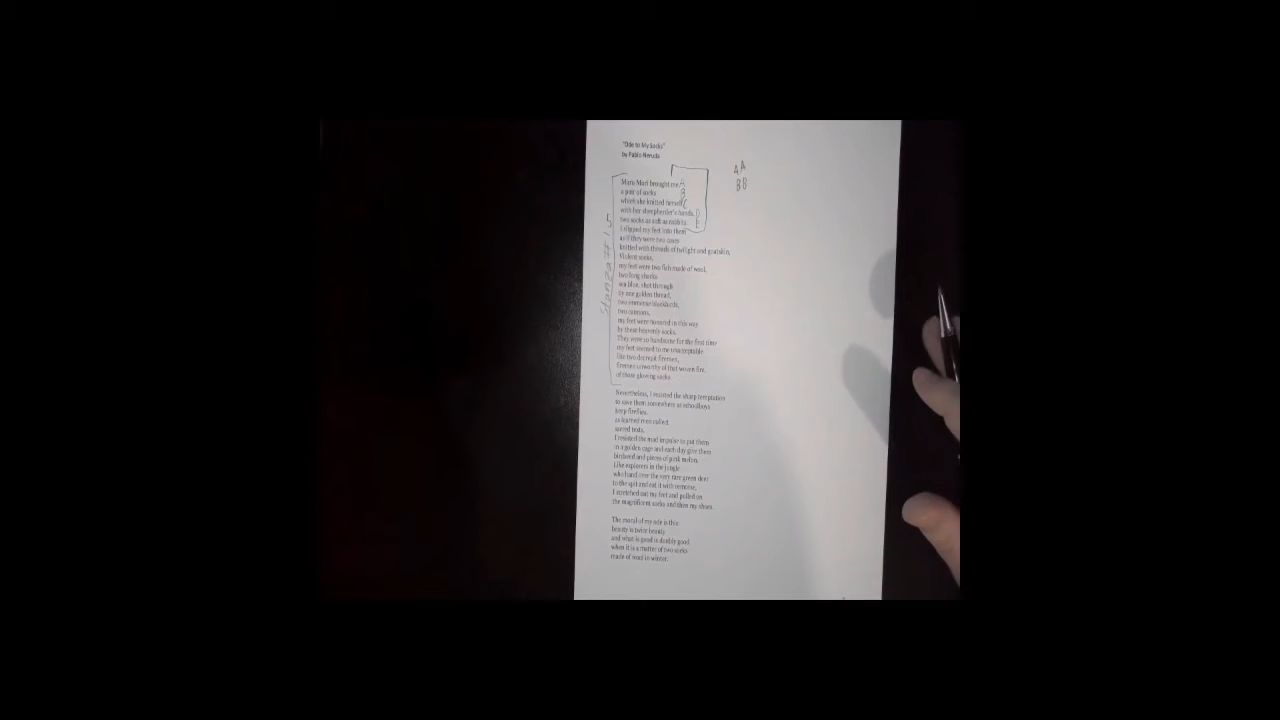 "Ode to My Socks"
by Pablo Neruda
A A
B B
Maru Mori brought me A
a pair of socks B
which she knitted herself C
with her sheepherder's hands, D
two socks as soft as rabbits. E
I slipped my feet into them
as if they were two cases
knitted with threads of twilight and goatskin,
Violent socks,
my feet were two fish made of wool,
two long sharks
sea blue, shot through
by one golden thread,
two immense blackbirds,
two cannons,
my feet were honored in this way
by these heavenly socks.
They were so handsome for the first time
my feet seemed to me unacceptable
like two decrepit firemen,
firemen unworthy of that woven fire,
of those glowing socks.
Stanza #1 5
Nevertheless, I resisted the sharp temptation
to save them somewhere as schoolboys
keep fireflies,
as learned men collect
sacred texts,
I resisted the mad impulse to put them
in a golden cage and each day give them
birdseed and pieces of pink melon.
Like explorers in the jungle
who hand over the very rare green deer
to the spit and eat it with remorse,
I stretched out my feet and pulled on
the magnificent socks and then my shoes.
The moral of my ode is this:
beauty is twice beauty
and what is good is doubly good
when it is a matter of two socks
made of wool in winter.